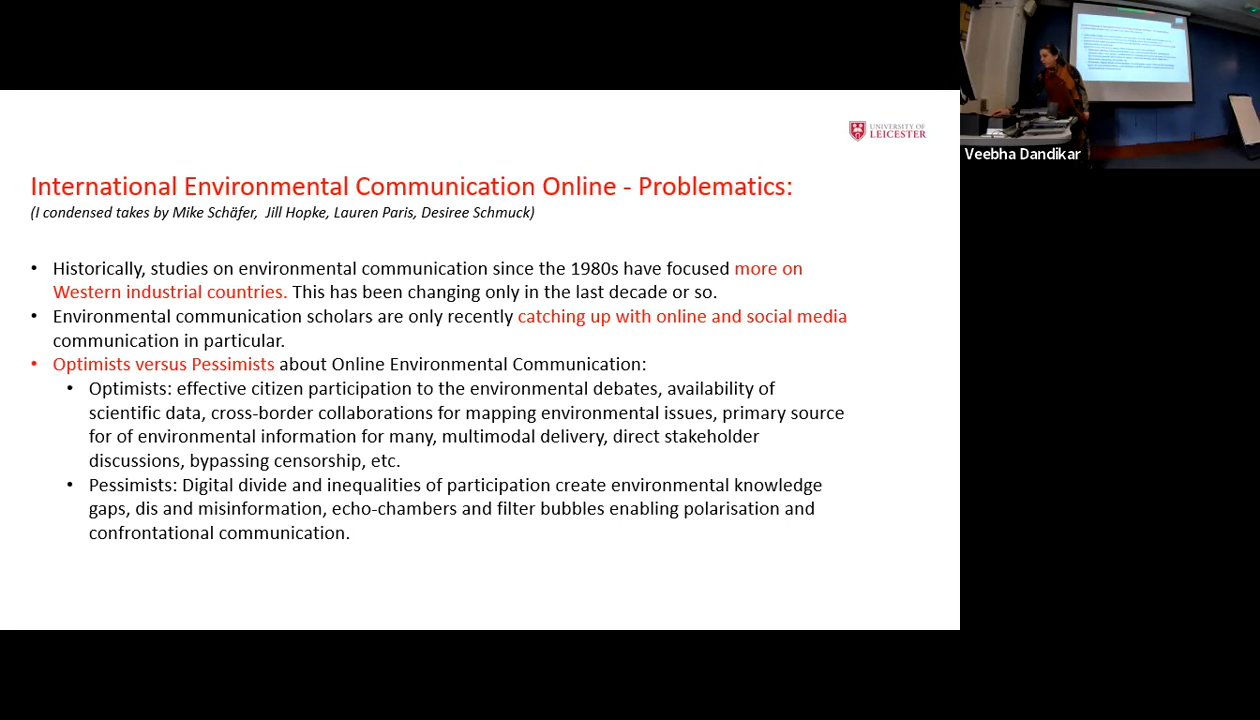 UNIVERSITY OF
LEICESTER
Veebha Dandikar
International Environmental Communication Online - Problematics:
(I condensed takes by Mike Schäfer, Jill Hopke, Lauren Paris, Desiree Schmuck)
• Historically, studies on environmental communication since the 1980s have focused more on
Western industrial countries. This has been changing only in the last decade or so.
• Environmental communication scholars are only recently catching up with online and social media
communication in particular.
• Optimists versus Pessimists about Online Environmental Communication:
• Optimists: effective citizen participation to the environmental debates, availability of
scientific data, cross-border collaborations for mapping environmental issues, primary source
for of environmental information for many, multimodal delivery, direct stakeholder
discussions, bypassing censorship, etc.
• Pessimists: Digital divide and inequalities of participation create environmental knowledge
gaps, dis and misinformation, echo-chambers and filter bubbles enabling polarisation and
confrontational communication.